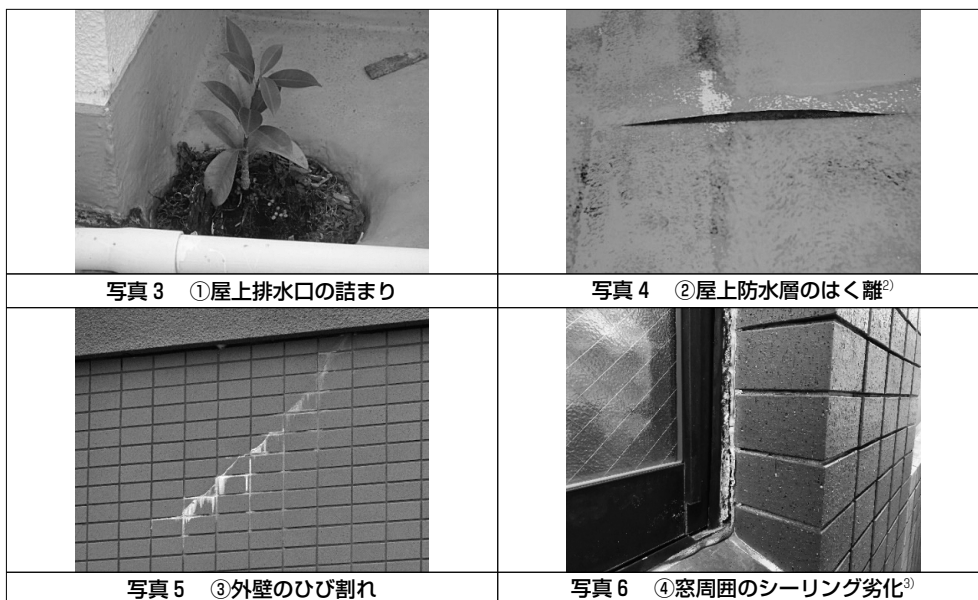 写真3 ①屋上排水口の詰まり
写真4 ②屋上防水層のはく離2)
写真5 ③外壁のひび割れ
写真6 ④窓周囲のシーリング劣化3)